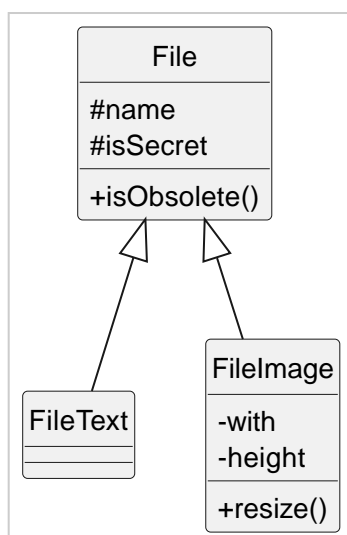 File
#name
#isSecret
+isObsolete()
FileText
FileImage
-with
-height
+resize()